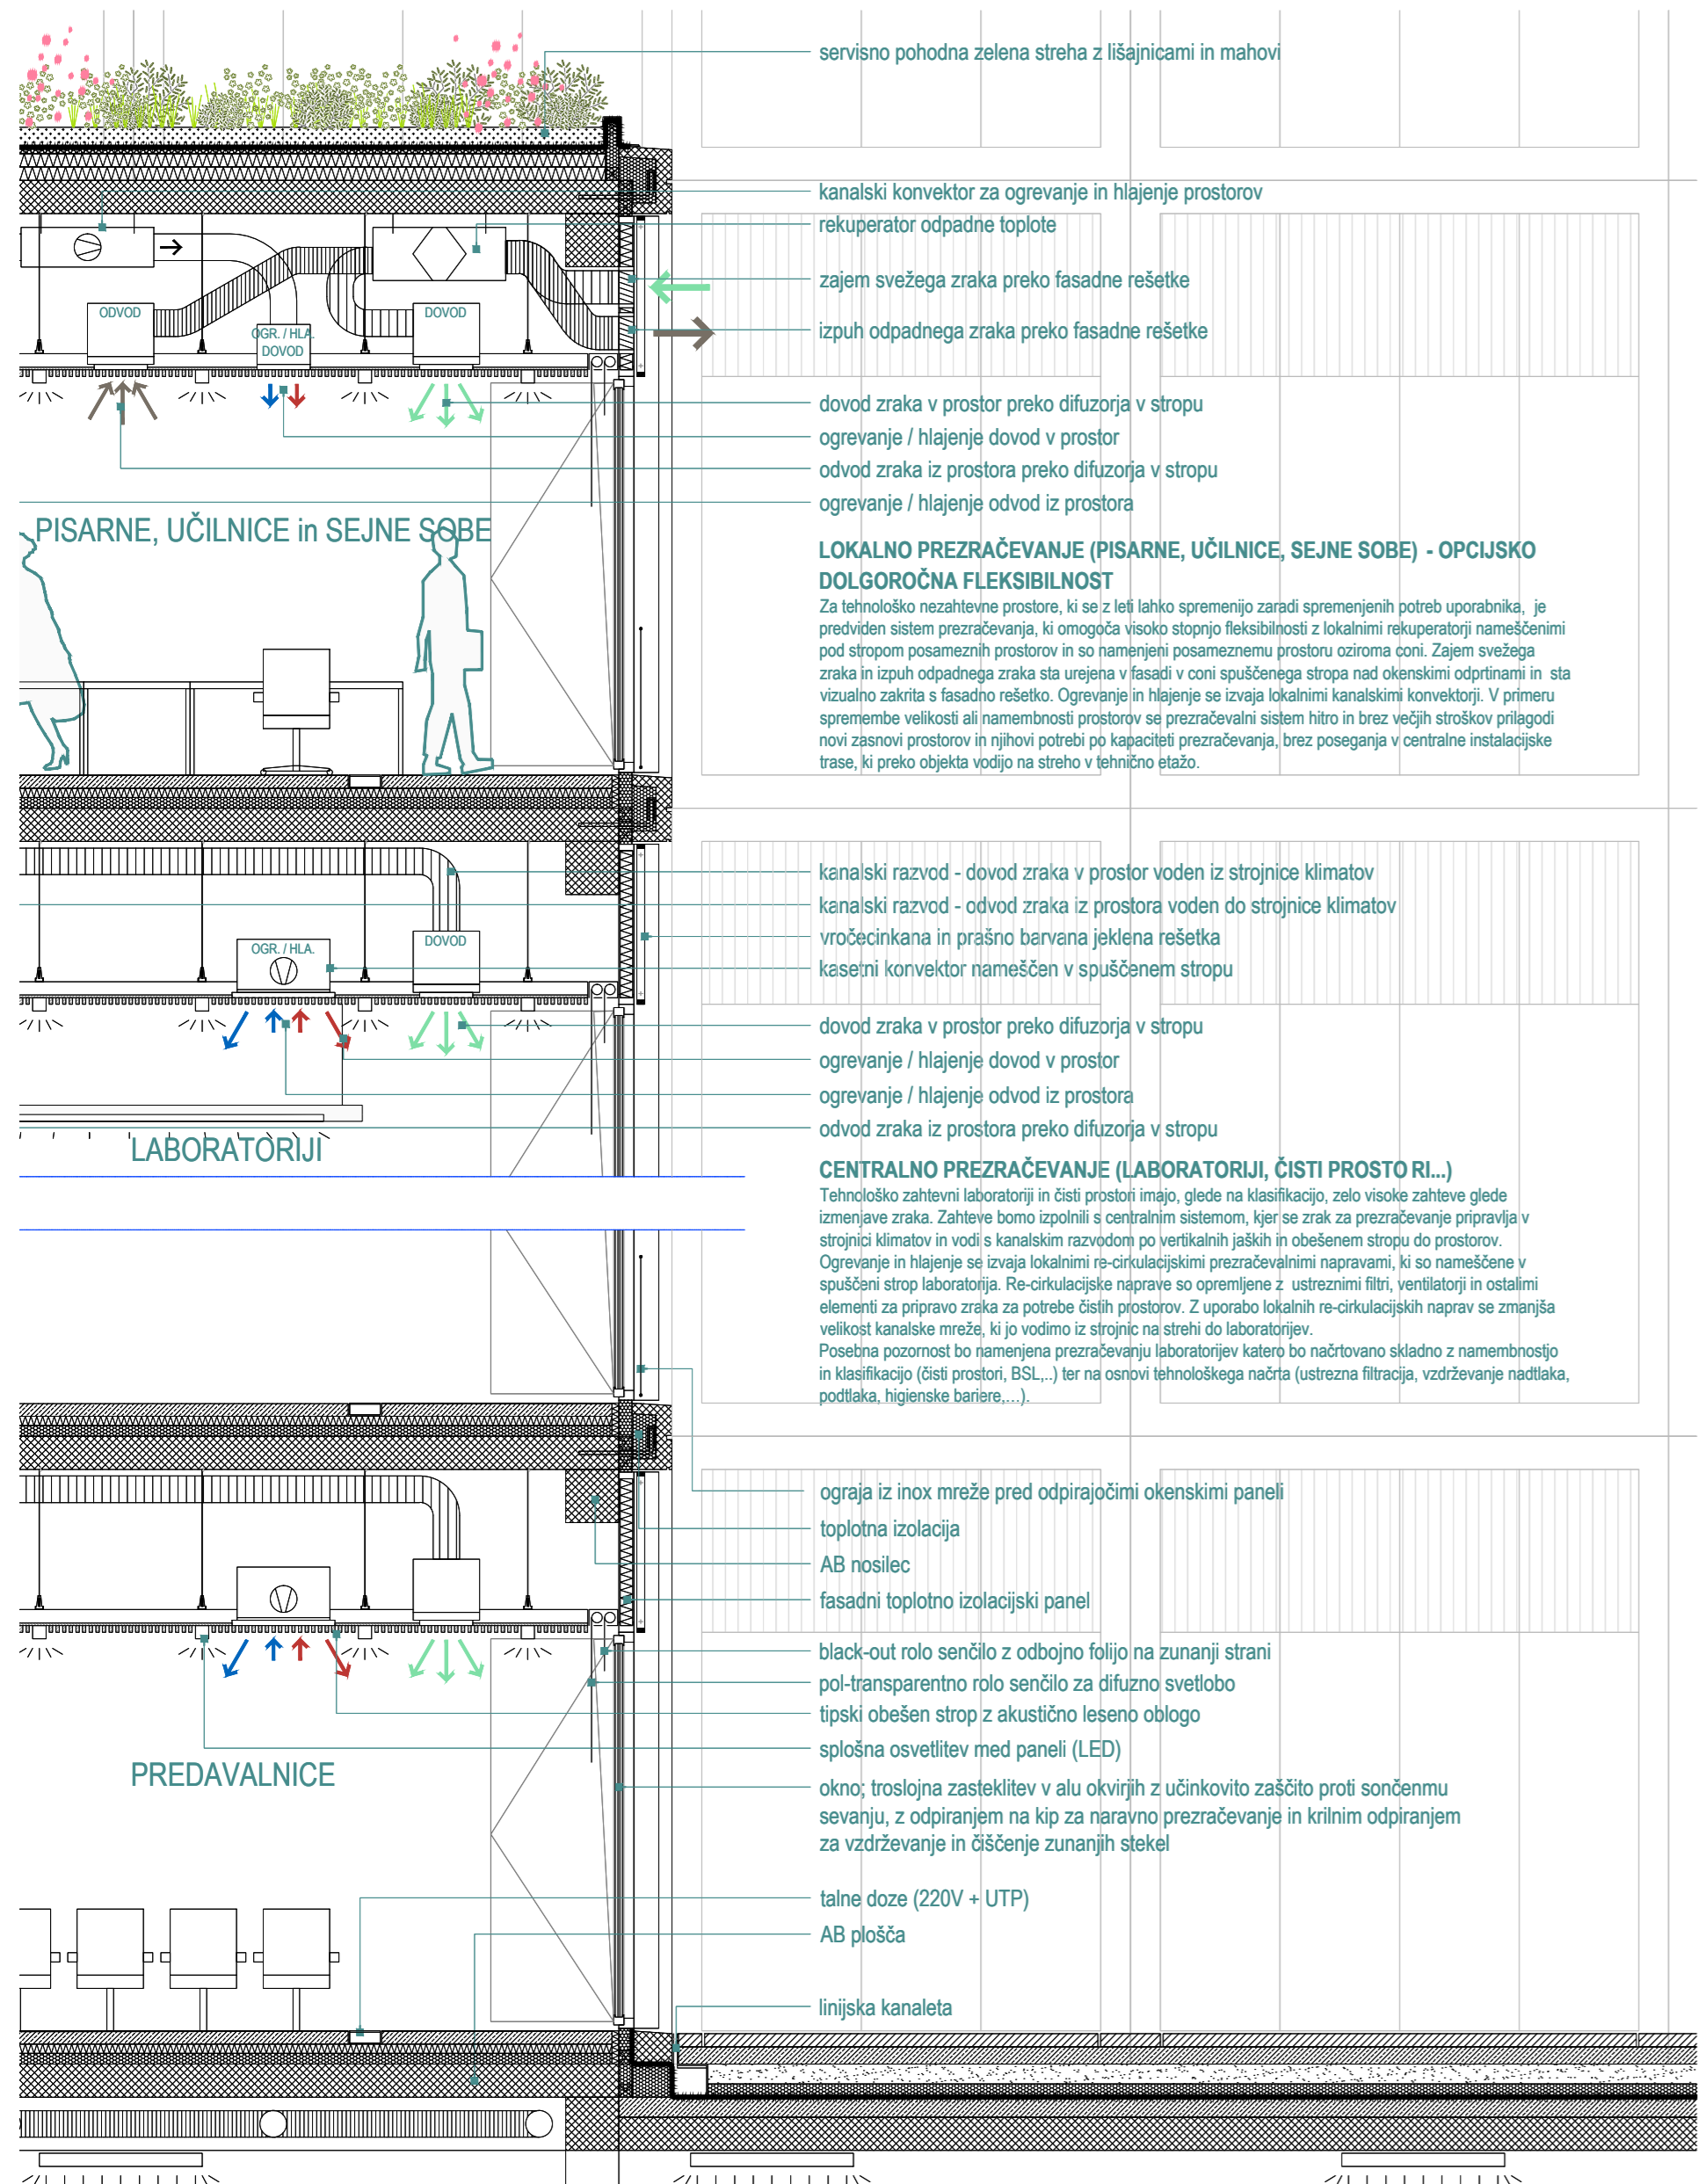 servisno pohodna zelena streha z lišajnicami in mahovi
kanalski konvektor za ogrevanje in hlajenje prostorov
rekuperator odpadne toplote
zajem svežega zraka preko fasadne rešetke
izpuh odpadnega zraka preko fasadne rešetke
ODVOD
OGR. / HLA.
DOVOD
DOVOD
dovod zraka v prostor preko difuzorja v stropu
ogrevanje / hlajenje dovod v prostor
odvod zraka iz prostora preko difuzorja v stropu
ogrevanje / hlajenje odvod iz prostora
PISARNE, UČILNICE in SEJNE SOBE
LOKALNO PREZRAČEVANJE (PISARNE, UČILNICE, SEJNE SOBE) - OPCIJSKO
DOLGOROČNA FLEKSIBILNOST
Za tehnološko nezahtevne prostore, ki se z leti lahko spremenijo zaradi spremenjenih potreb uporabnika, je
predviden sistem prezračevanja, ki omogoča visoko stopnjo fleksibilnosti z lokalnimi rekuperatorji nameščenimi
pod stropom posameznih prostorov in so namenjeni posameznemu prostoru oziroma coni. Zajem svežega
zraka in izpuh odpadnega zraka sta urejena v fasadi v coni spuščenega stropa nad okenskimi odprtinami in sta
vizualno zakrita s fasadno rešetko. Ogrevanje in hlajenje se izvaja lokalnimi kanalskimi konvektorji. V primeru
spremembe velikosti ali namembnosti prostorov se prezračevalni sistem hitro in brez večjih stroškov prilagodi
novi zasnovi prostorov in njihovi potrebi po kapaciteti prezračevanja, brez poseganja v centralne instalacijske
trase, ki preko objekta vodijo na streho v tehnično etažo.
kanalski razvod - dovod zraka v prostor voden iz strojnice klimatov
kanalski razvod - odvod zraka iz prostora voden do strojnice klimatov
vročecinkana in prašno barvana jeklena rešetka
kasetni konvektor nameščen v spuščenem stropu
OGR. / HLA.
DOVOD
dovod zraka v prostor preko difuzorja v stropu
ogrevanje / hlajenje dovod v prostor
ogrevanje / hlajenje odvod iz prostora
odvod zraka iz prostora preko difuzorja v stropu
LABORATORIJI
CENTRALNO PREZRAČEVANJE (LABORATORIJI, ČISTI PROSTORI...)
Tehnološko zahtevni laboratoriji in čisti prostori imajo, glede na klasifikacijo, zelo visoke zahteve glede
izmenjave zraka. Zahteve bomo izpolnili s centralnim sistemom, kjer se zrak za prezračevanje pripravlja v
strojnici klimatov in vodi s kanalskim razvodom po vertikalnih jaških in obešenem stropu do prostorov.
Ogrevanje in hlajenje se izvaja lokalnimi re-cirkulacijskimi prezračevalnimi napravami, ki so nameščene v
spuščeni strop laboratorija. Re-cirkulacijske naprave so opremljene z ustreznimi filtri, ventilatorji in ostalimi
elementi za pripravo zraka za potrebe čistih prostorov. Z uporabo lokalnih re-cirkulacijskih naprav se zmanjša
velikost kanalske mreže, ki jo vodimo iz strojnic na strehi do laboratorijev.
Posebna pozornost bo namenjena prezračevanju laboratorijev katero bo načrtovano skladno z namembnostjo
in klasifikacijo (čisti prostori, BSL,..) ter na osnovi tehnološkega načrta (ustrezna filtracija, vzdrževanje nadtlaka,
podtlaka, higienske bariere,...).
ograja iz inox mreže pred odpirajočimi okenskimi paneli
toplotna izolacija
AB nosilec
fasadni toplotno izolacijski panel
black-out rolo senčilo z odbojno folijo na zunanji strani
pol-transparentno rolo senčilo za difuzno svetlobo
tipski obešen strop z akustično leseno oblogo
splošna osvetlitev med paneli (LED)
PREDAVALNICE
okno; troslojna zasteklitev v alu okvirjih z učinkovito zaščito proti sončenmu
sevanju, z odpiranjem na kip za naravno prezračevanje in krilnim odpiranjem
za vzdrževanje in čiščenje zunanjih stekel
talne doze (220V + UTP)
AB plošča
linijska kanaleta